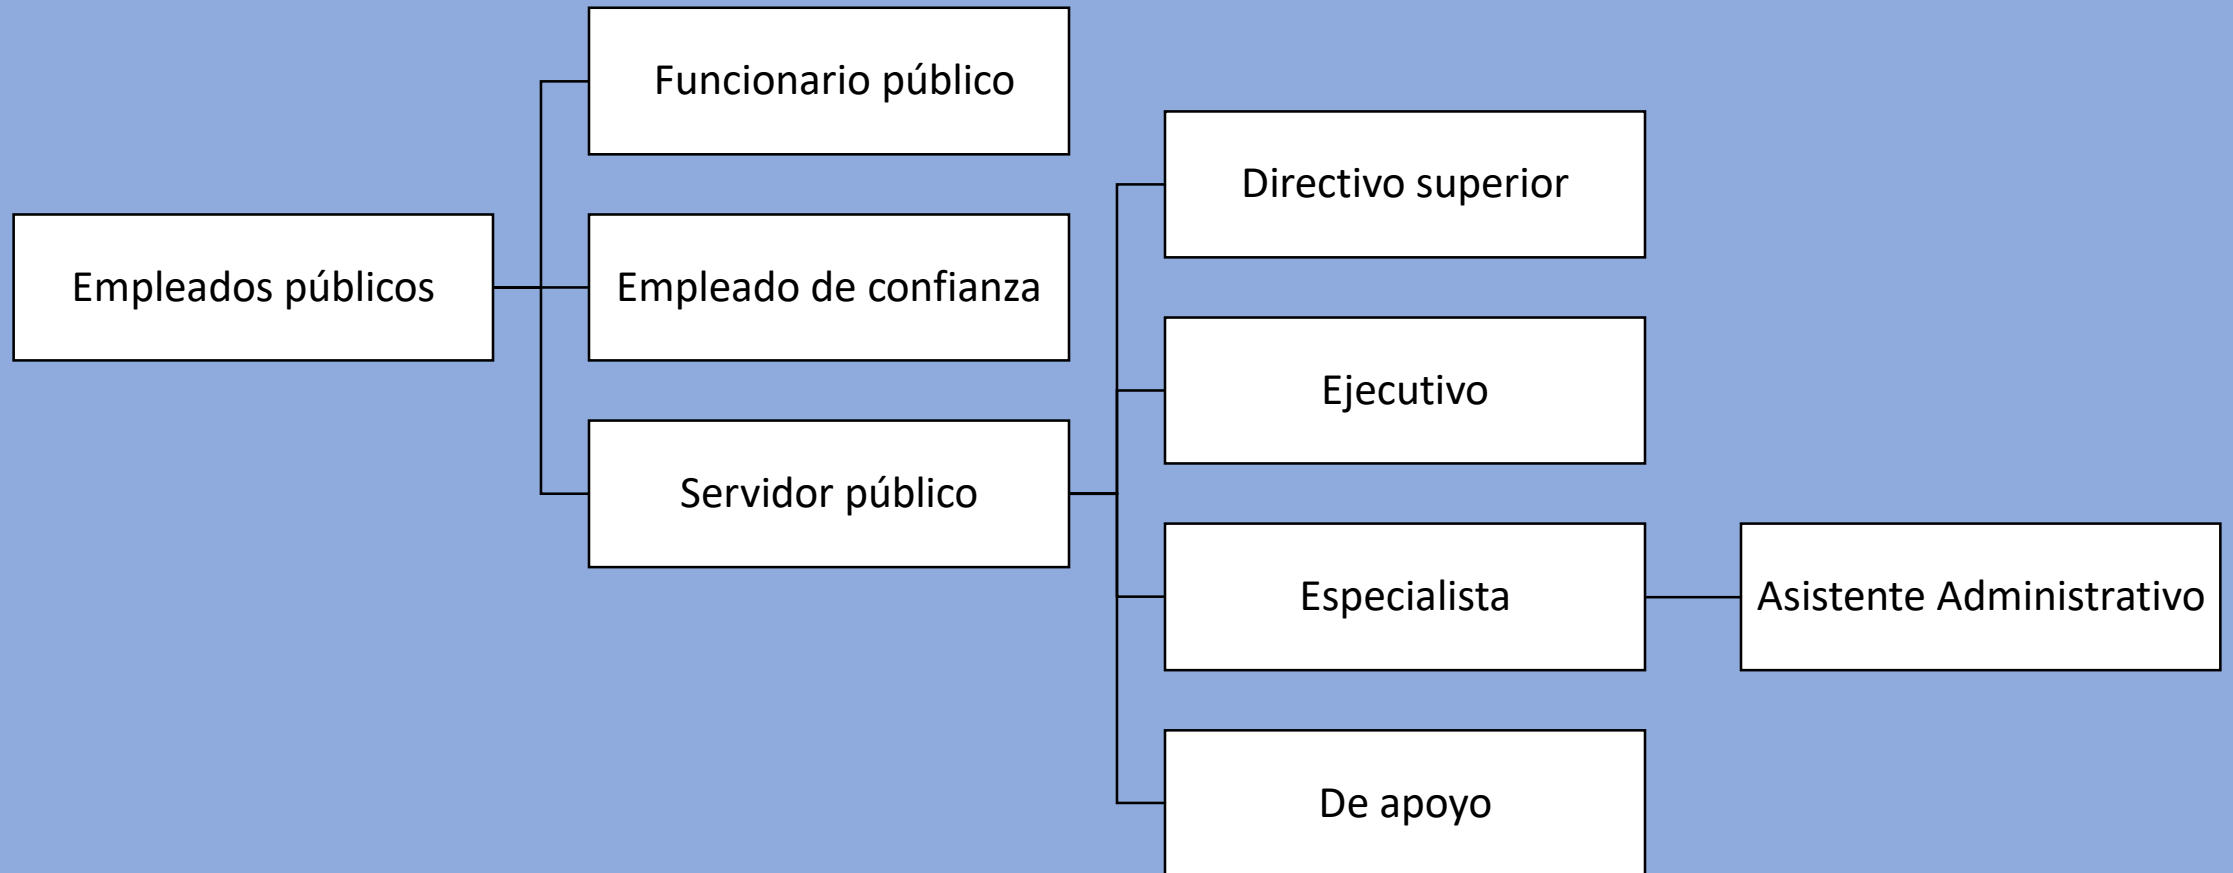 Empleados públicos
Funcionario público
Empleado de confianza
Servidor público
Directivo superior
Ejecutivo
Especialista
De apoyo
Asistente Administrativo